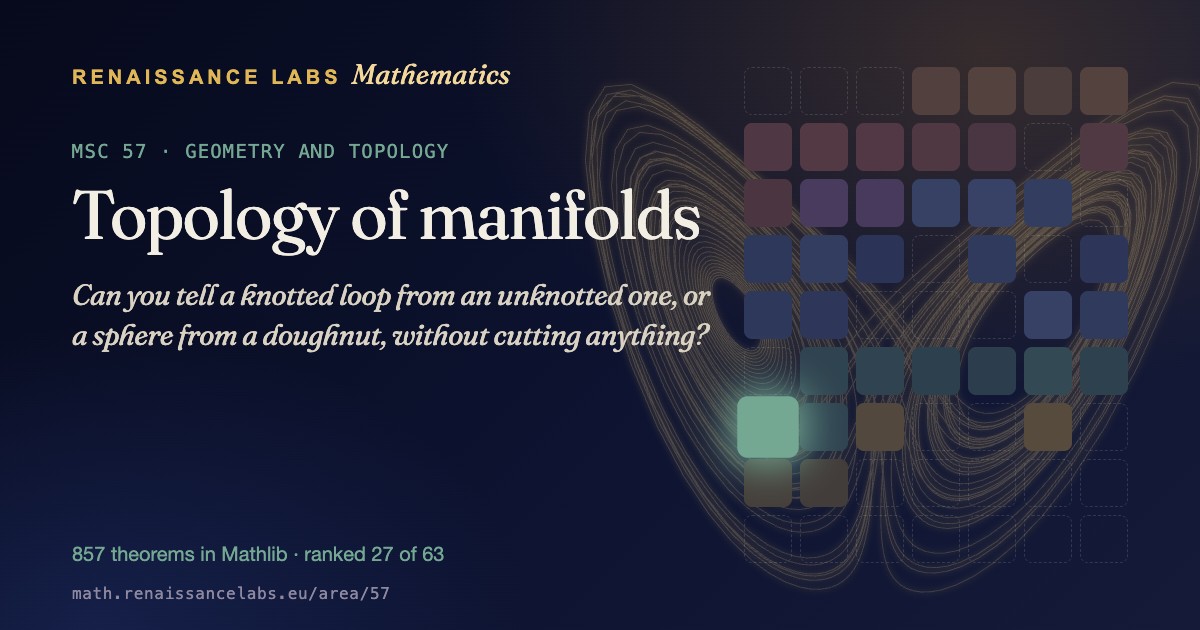 RENAISSANCE LABS Mathematics
MSC 57 · GEOMETRY AND TOPOLOGY
Topology of manifolds
Can you tell a knotted loop from an unknotted one, or
a sphere from a doughnut, without cutting anything?
857 theorems in Mathlib · ranked 27 of 63
math.renaissancelabs.eu/area/57